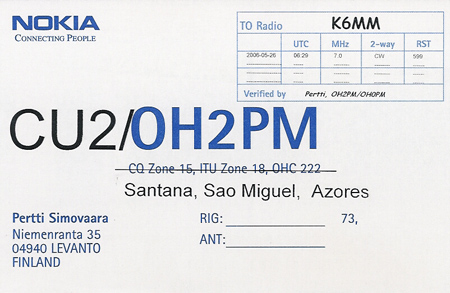 NOKIA
CONNECTING PEOPLE
TO Radio K6MM
UTC MHz 2-way RST
2006-05-26 06.29 7.0 CW 599
Verified by Pertti, OH2PM/OH0PM
CU2/OH2PM
CQ Zone 15, ITU Zone 18, OHC 222
Santana, Sao Miguel, Azores
Pertti Simovaara
Niemenranta 35
04940 LEVANTO
FINLAND
RIG: 73,
ANT: